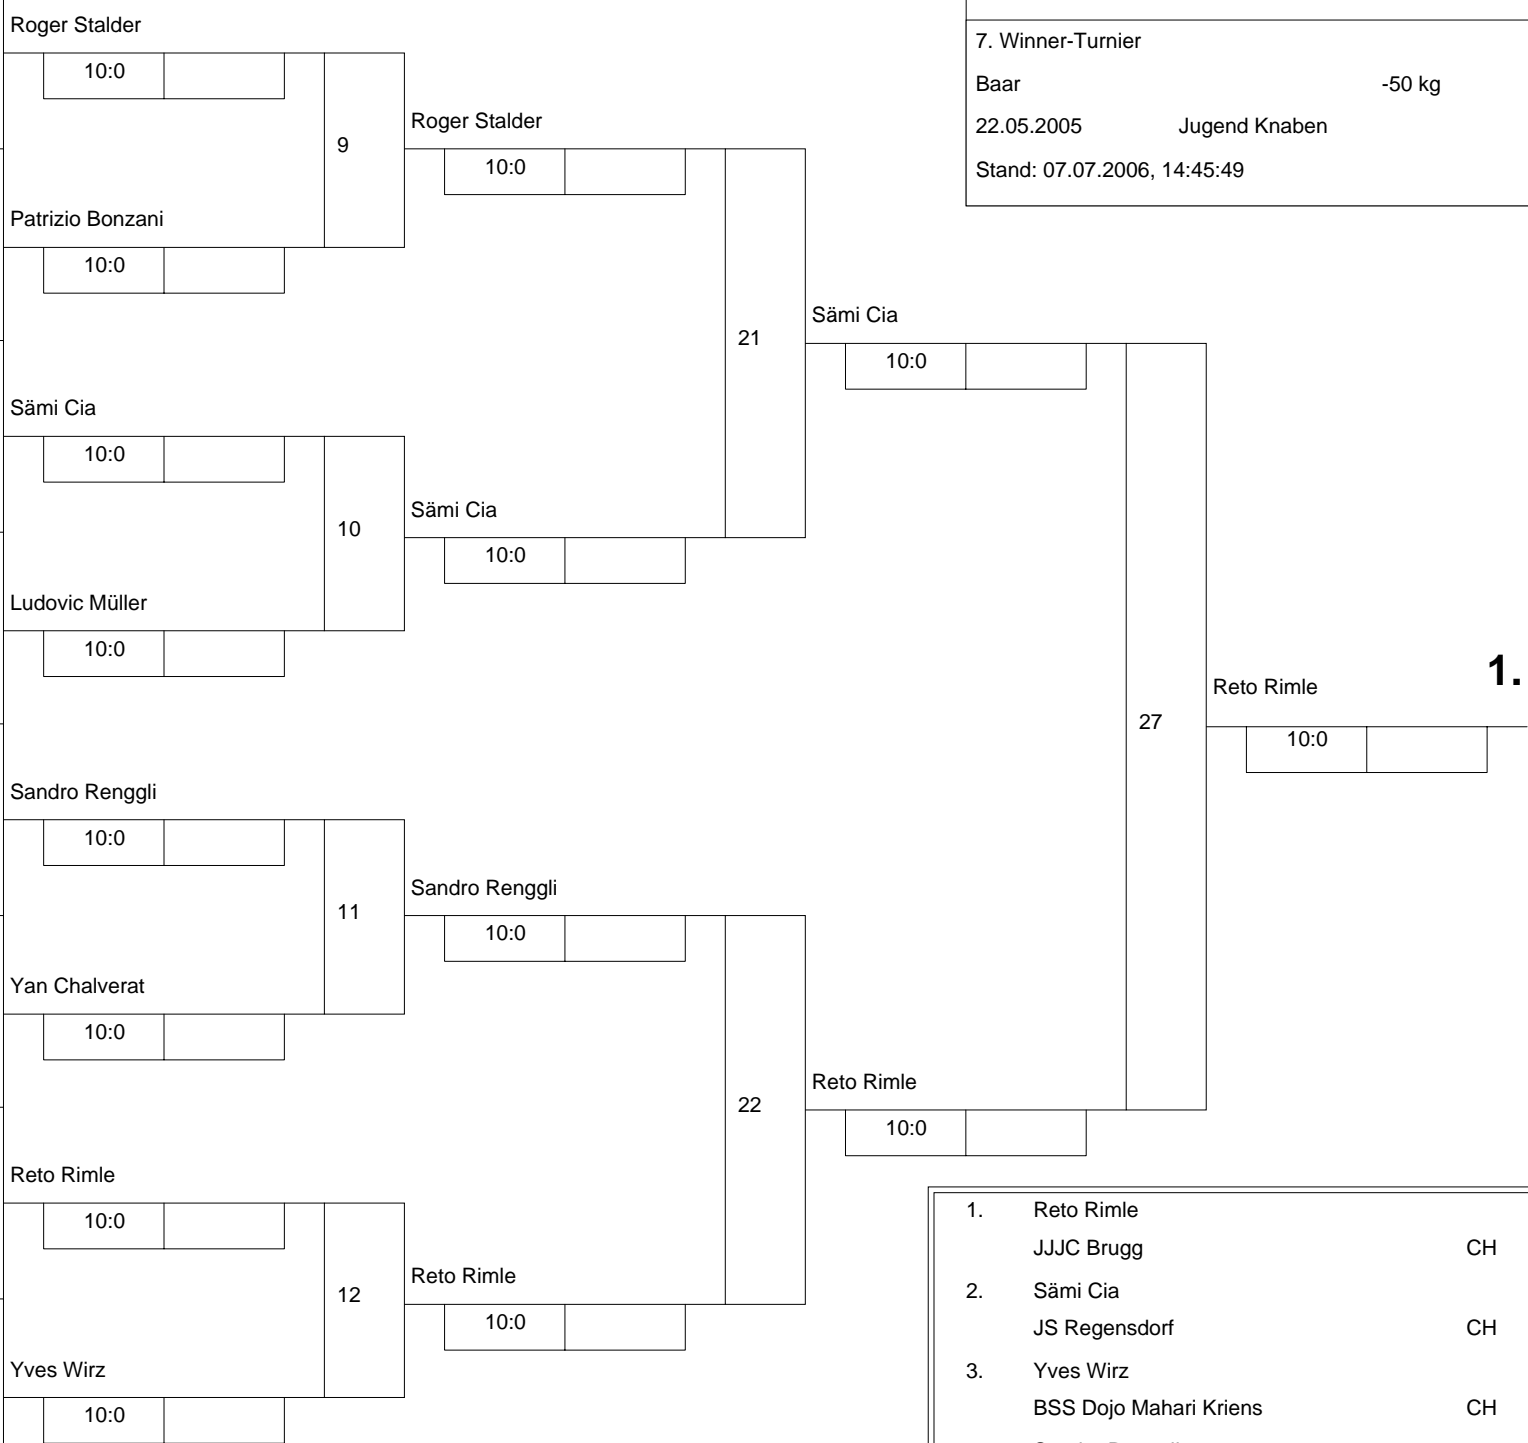 Roger Stalder
10:0
9
Patrizio Bonzani
10:0
Sämi Cia
10:0
10
Ludovic Müller
10:0
Sandro Renggli
10:0
11
Yan Chalverat
10:0
Reto Rimle
10:0
12
Yves Wirz
10:0
Roger Stalder
10:0
21
Sämi Cia
10:0
Sandro Renggli
10:0
22
Reto Rimle
10:0
Sämi Cia
10:0
27
Reto Rimle
10:0
Reto Rimle 1.
10:0
7. Winner-Turnier
Baar -50 kg
22.05.2005 Jugend Knaben
Stand: 07.07.2006, 14:45:49
1. Reto Rimle
JJJC Brugg CH
2. Sämi Cia
JS Regensdorf CH
3. Yves Wirz
BSS Dojo Mahari Kriens CH